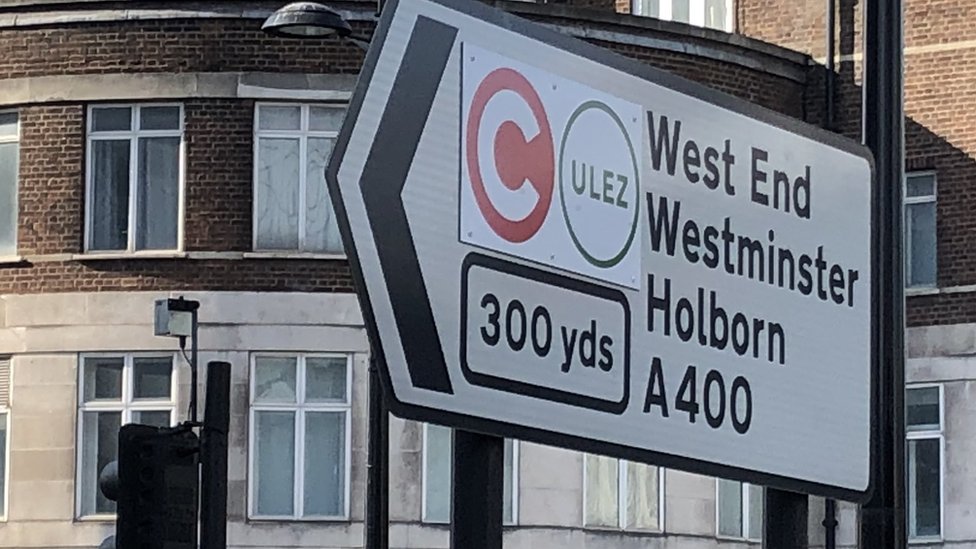 C
ULEZ
300 yds
West End
Westminster
Holborn
A400